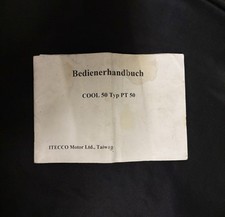 Bedienerhandbuch
COOL 50 Typ PT 50
ITECCO Motor Ltd., Taiwan